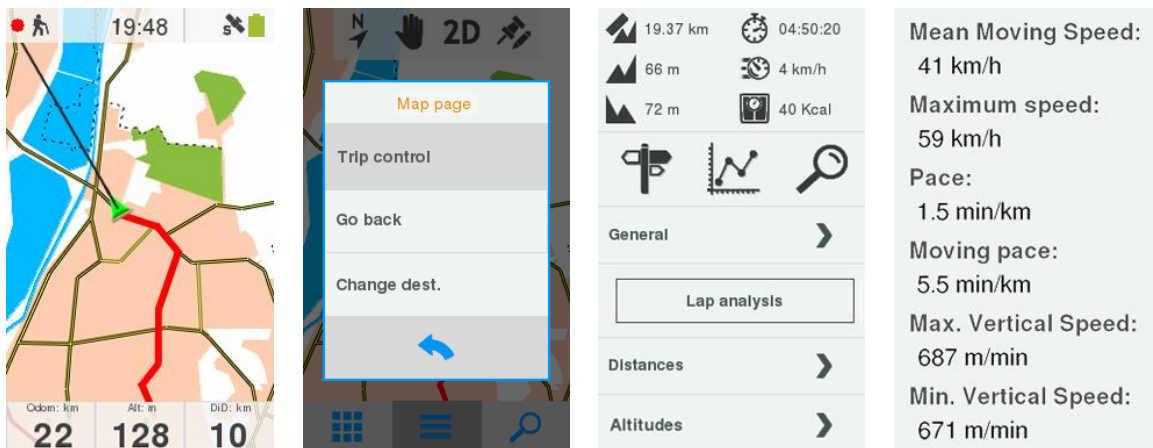 19:48
S
Odom: km
Alt: m
DiD: km
22
128
10
2D
Map page
Trip control
Go back
Change dest.
19.37 km
04:50:20
66 m
4 km/h
72 m
40 Kcal
General
Lap analysis
Distances
Altitudes
Mean Moving Speed:
41 km/h
Maximum speed:
59 km/h
Pace:
1.5 min/km
Moving pace:
5.5 min/km
Max. Vertical Speed:
687 m/min
Min. Vertical Speed:
671 m/min